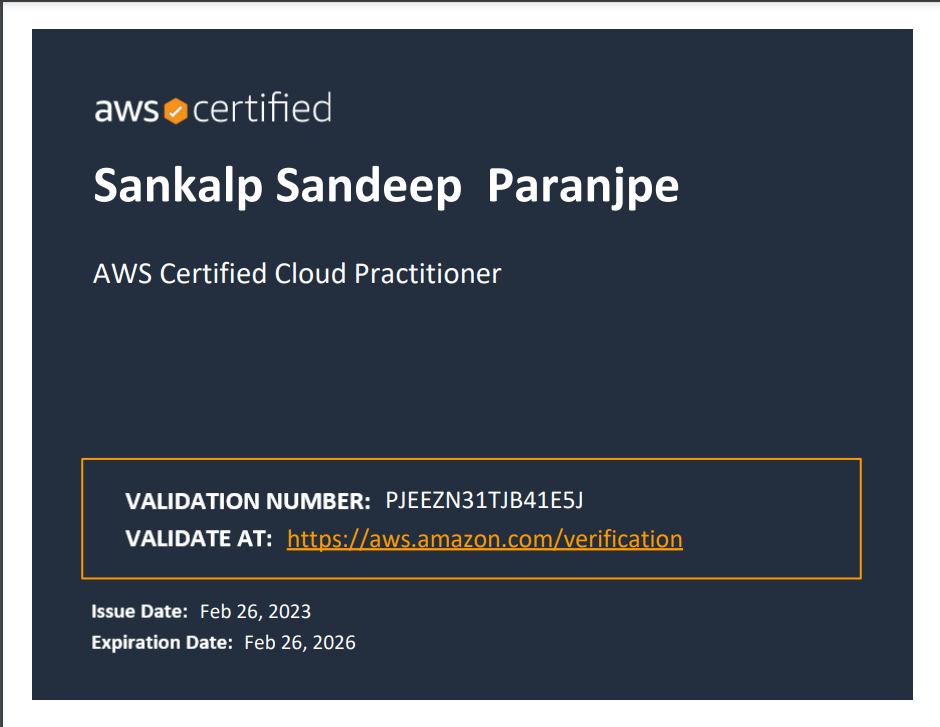 aws certified
Sankalp Sandeep  Paranjpe
AWS Certified Cloud Practitioner
VALIDATION NUMBER: PJEEZN31TJB41E5J
VALIDATE AT: https://aws.amazon.com/verification
Issue Date: Feb 26, 2023
Expiration Date: Feb 26, 2026